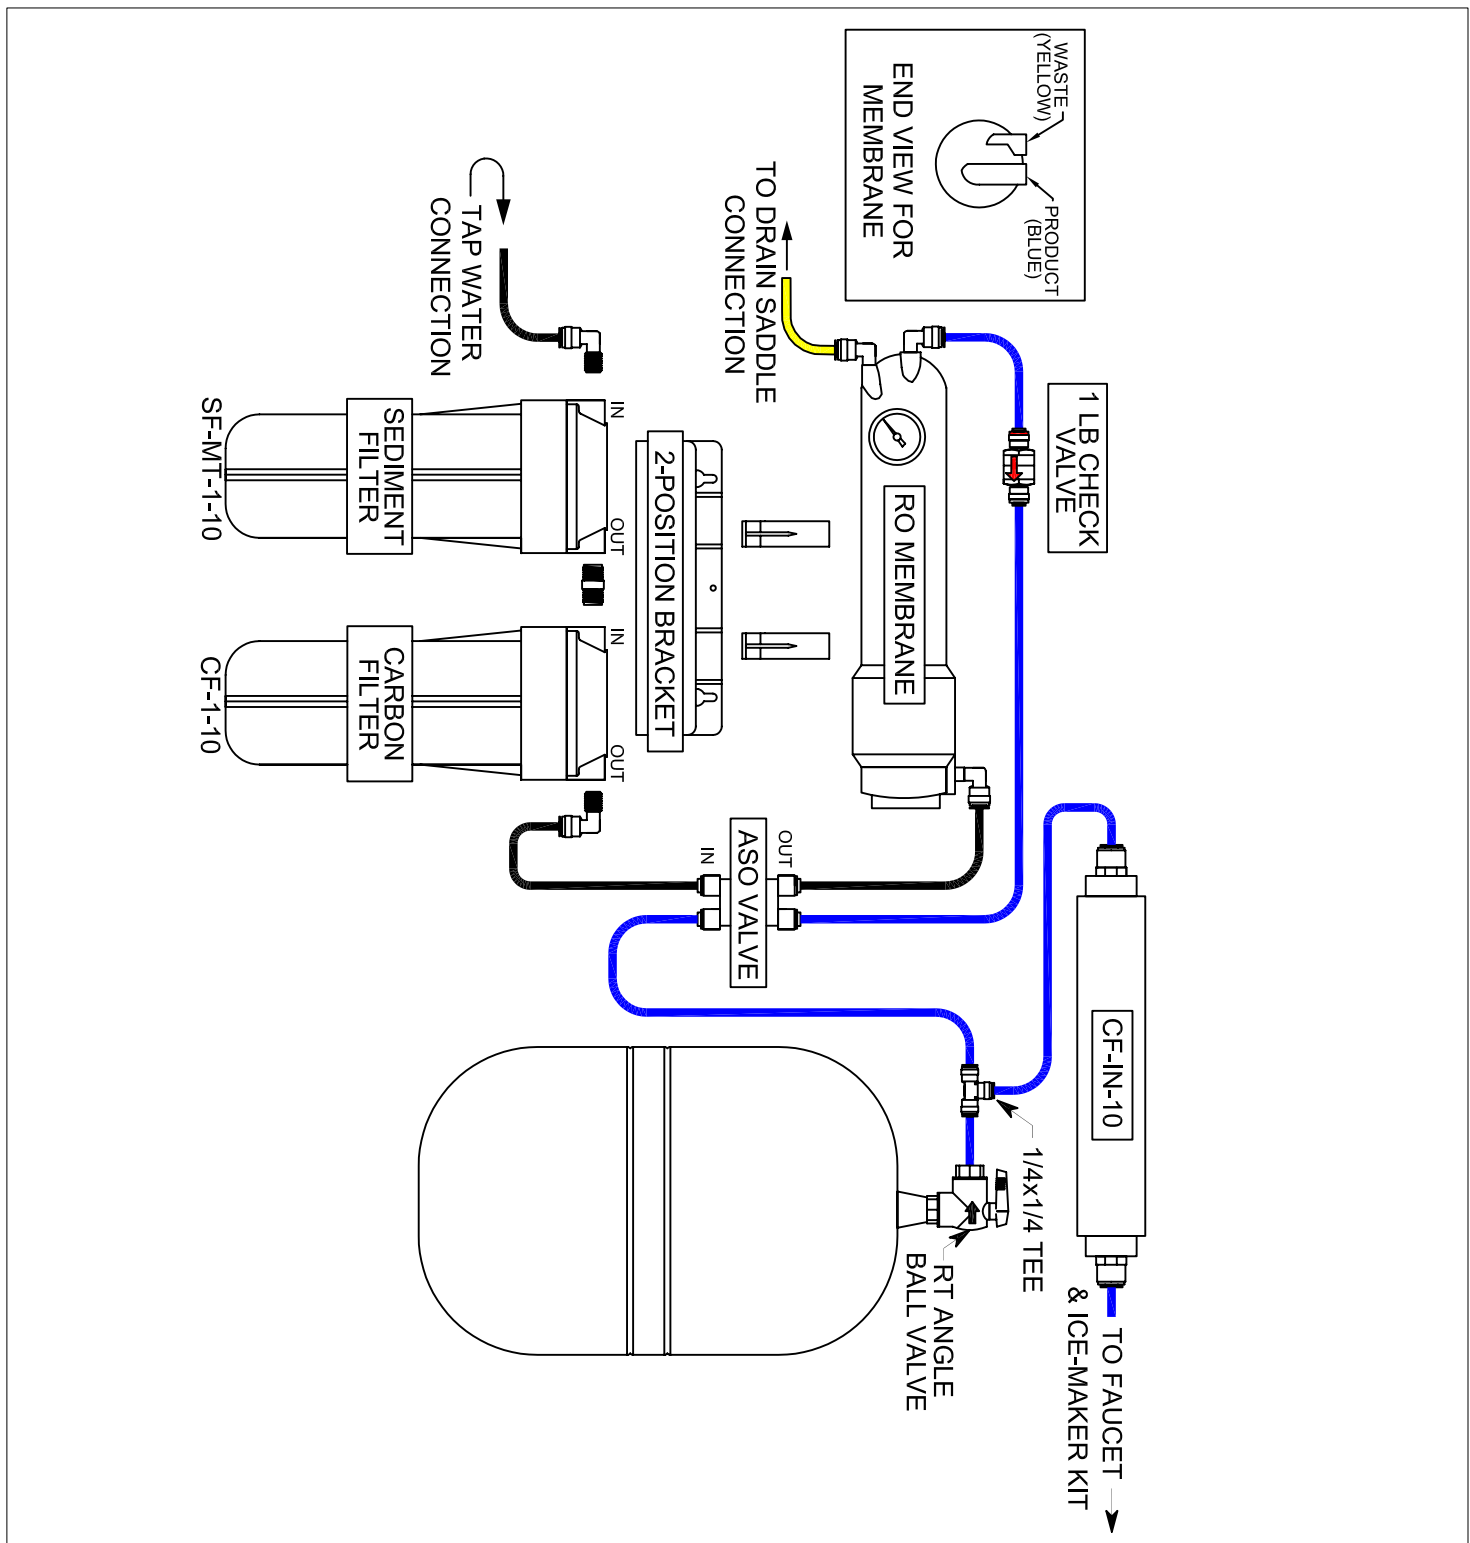 WASTE
(YELLOW)
PRODUCT
(BLUE)
END VIEW FOR
MEMBRANE
1 LB CHECK
VALVE
TO DRAIN SADDLE
CONNECTION
RO MEMBRANE
TAP WATER
CONNECTION
2-POSITION BRACKET
IN
OUT
SEDIMENT
FILTER
SF-MT-1-10
IN
OUT
CARBON
FILTER
CF-1-10
OUT
IN
ASO VALVE
CF-IN-10
1/4x1/4 TEE
RT ANGLE
BALL VALVE
TO FAUCET
& ICE-MAKER KIT